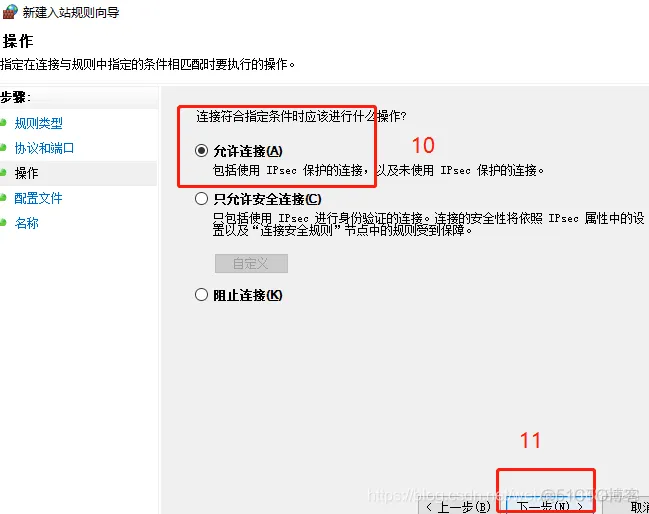 新建入站规则向导
操作
指定在连接与规则中指定的条件相匹配时要执行的操作。
步骤:
规则类型
协议和端口
操作
配置文件
名称
连接符合指定条件时应该进行什么操作?
允许连接(A)
10
包括使用 IPsec 保护的连接，以及未使用 IPsec 保护的连接。
只允许安全连接(C)
只包括使用 IPsec 进行身份验证的连接。连接的安全性将依照 IPsec 属性中的设
置以及“连接安全规则”节点中的规则受到保障。
自定义
阻止连接(K)
11
https://blog.csdn.net/
@51CTO博客
< 上一步(B)
下一步(N) >
取消